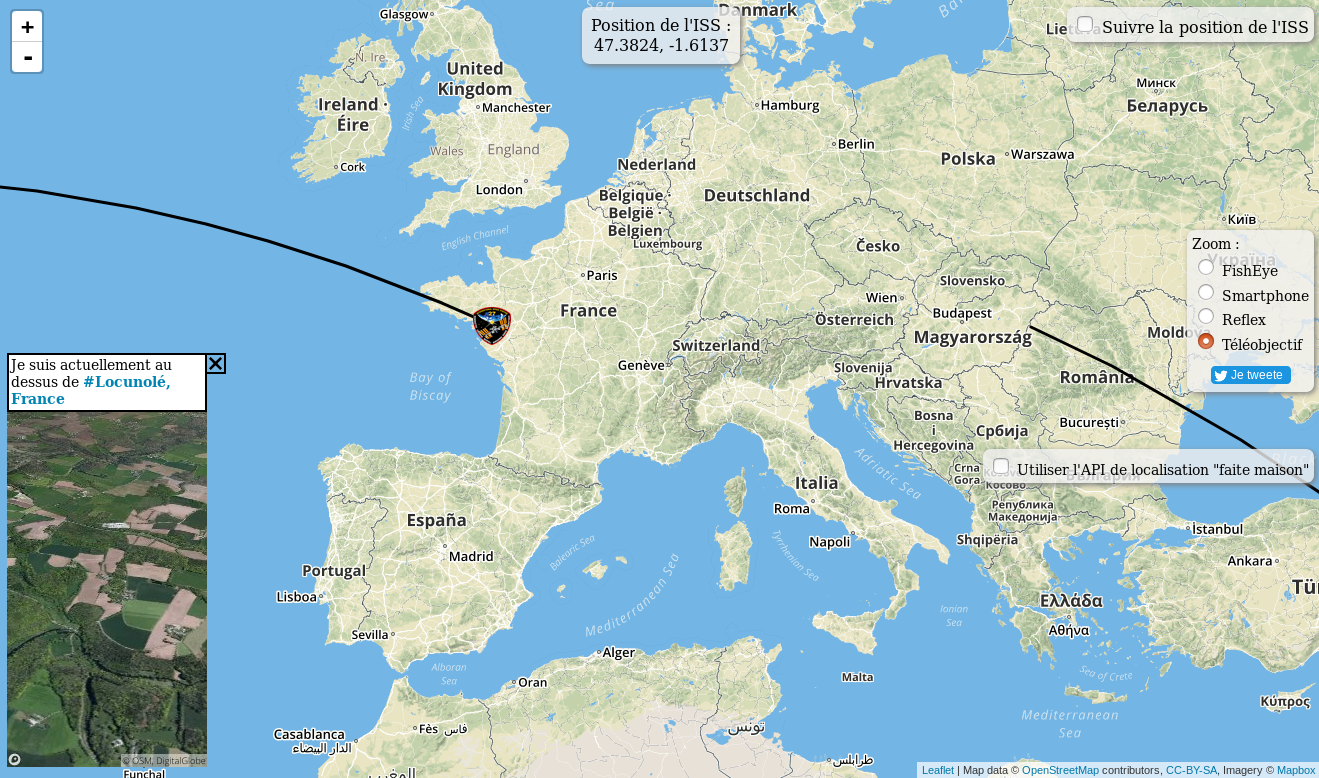 +
-
Position de l'ISS :
47.3824, -1.6137
Suivre la position de l'ISS
Zoom :
FishEye
Smartphone
Reflex
Téléobjectif
Je tweete
Utiliser l'API de localisation "faite maison"
Je suis actuellement au
dessus de #Locunolé,
France
© OSM, DigitalGlobe
Glasgow
Danmark
N. Ire.
United
Kingdom
Manchester
Ireland ·
Éire
Irish Sea
Cork
Wales
England
London
English Channel
Hamburg
Berlin
Nederland
Belgique ·
België ·
Belgien
Luxembourg
Deutschland
Polska
Warszawa
Минск
Беларусь
Київ
Україна
Česko
Slovensko
Wien
Budapest
Österreich
Magyarország
Moldova
Paris
France
Switzerland
Genève
Slovenija
Hrvatska
România
București
Bosna
i
Hercegovina
Србија
Crna
Gora
Косово
България
Република
Македонија
Shqipëria
Bay of
Biscay
Adriatic Sea
Italia
Roma
Napoli
Tyrrhenian Sea
España
Madrid
Portugal
Lisboa
Sevilla
Balearic Sea
Mediterranean Sea
Alboran
Sea
Alger
Oran
Ionian
Sea
Ελλάδα
Αθήνα
İstanbul
Ankara
Sea of Crete
Κύπρος
Malta
Mediterranean
Sea
Casablanca
الدار البيضاء
Fès فاس
تونس
طرابلس
المغرب
Funchal
Leaflet | Map data © OpenStreetMap contributors, CC-BY-SA, Imagery © Mapbox